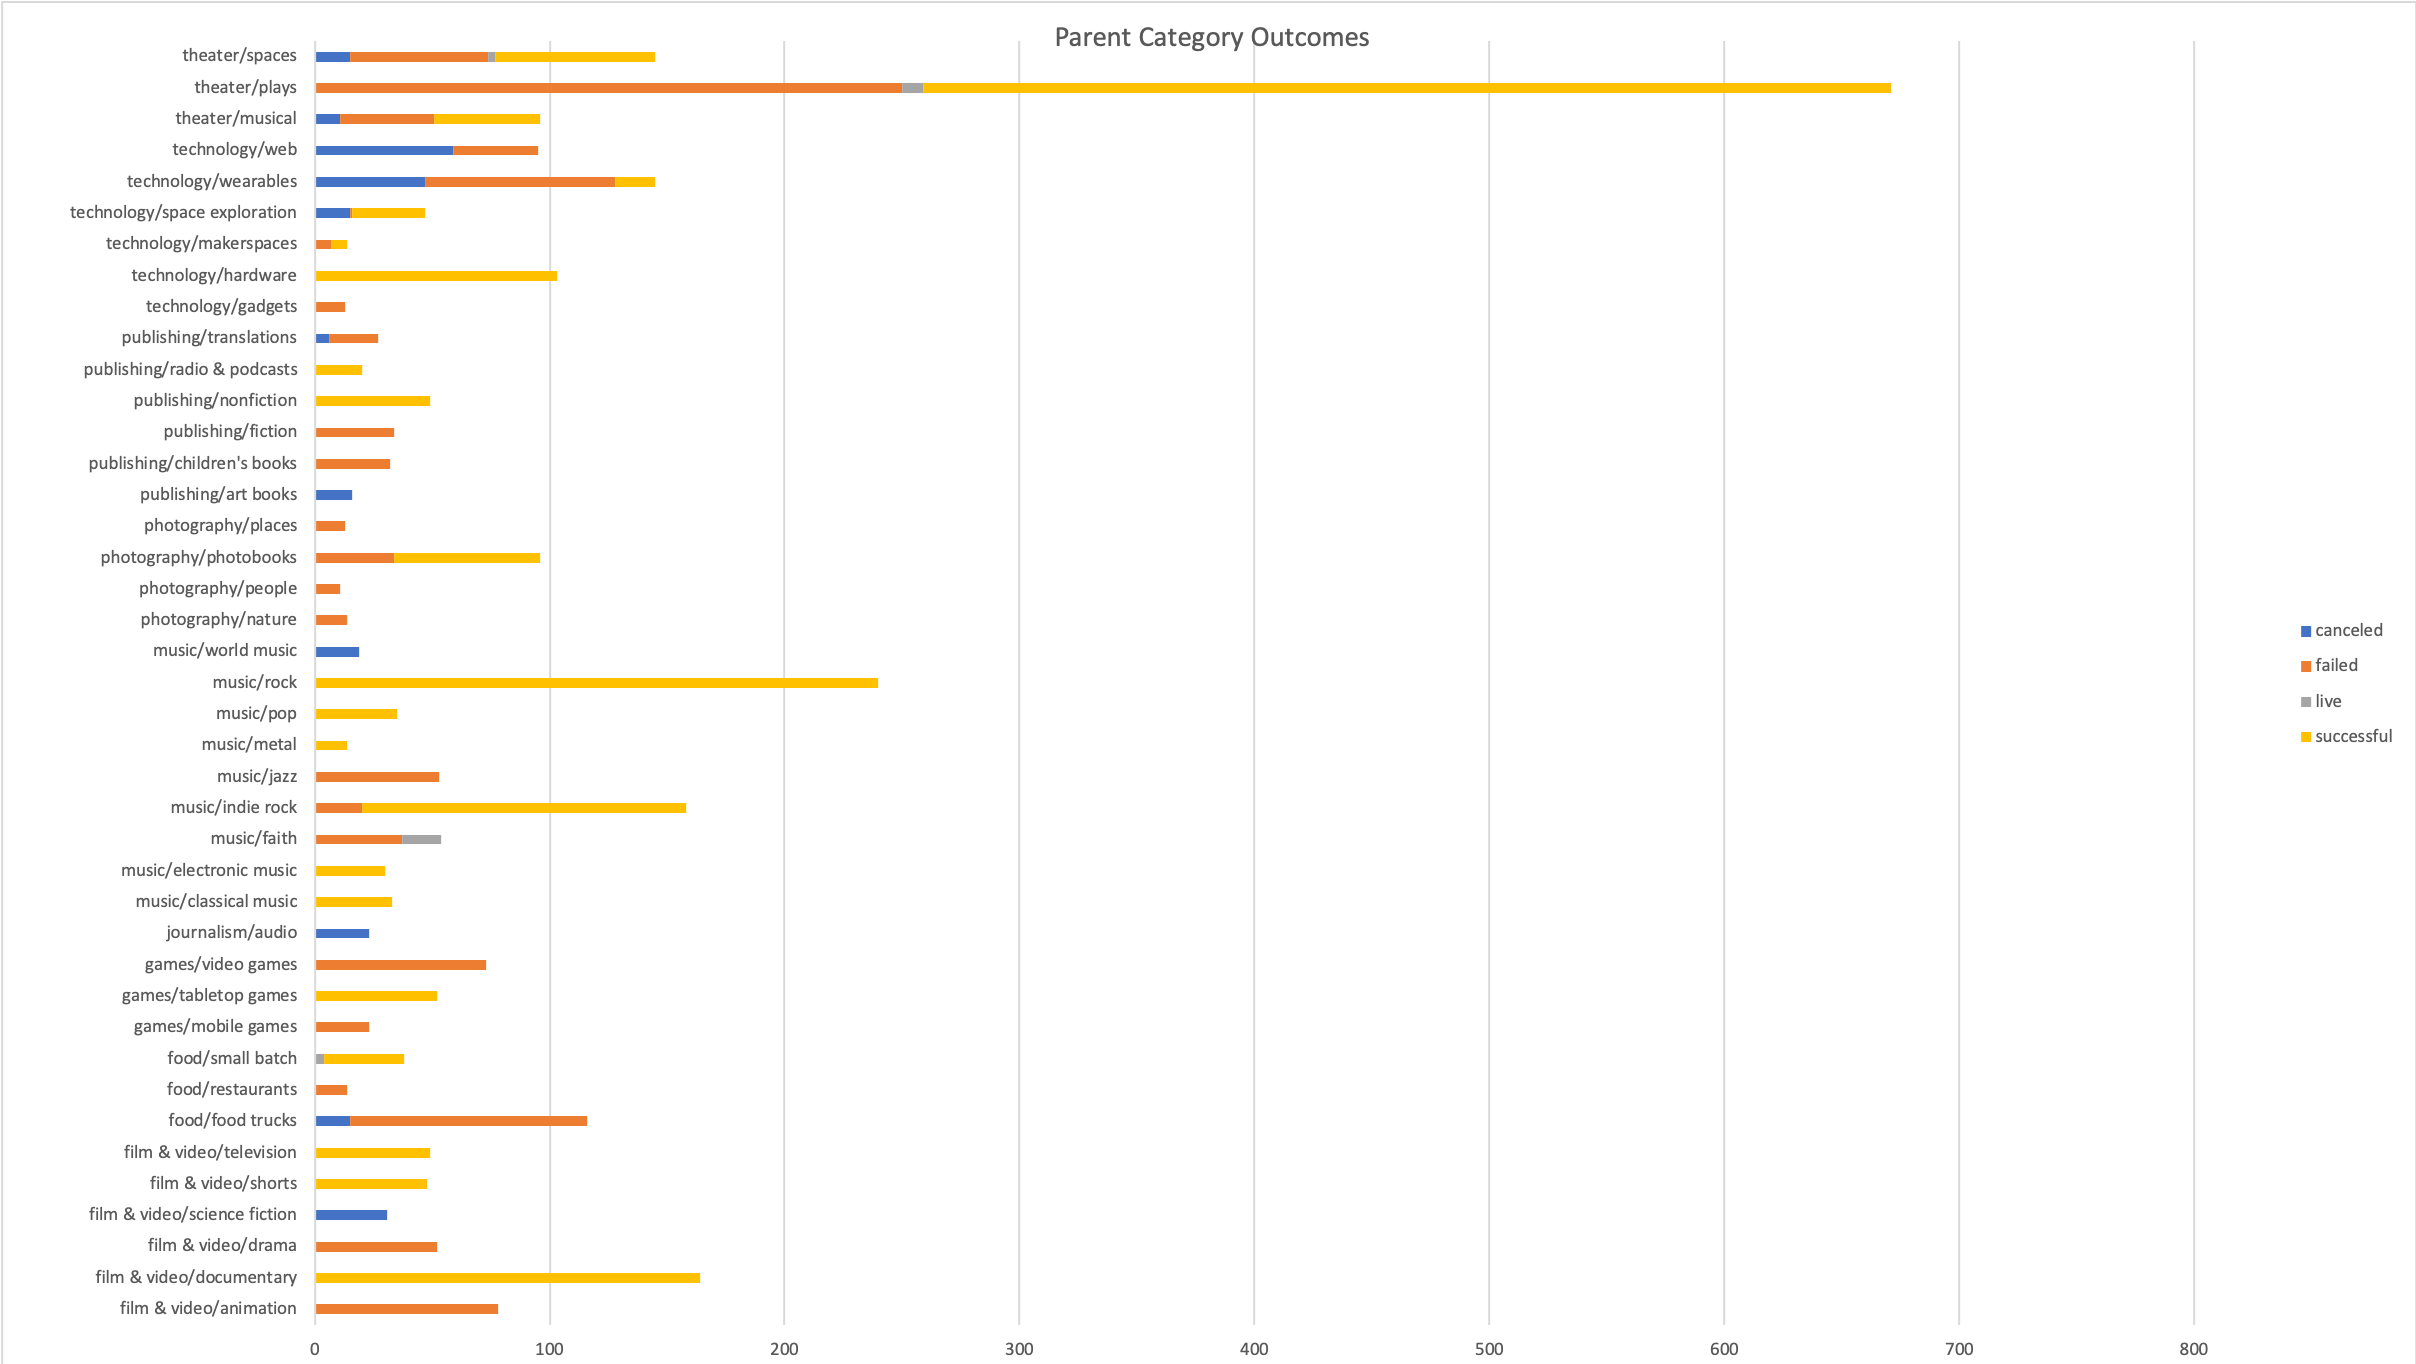 Parent Category Outcomes
theater/spaces
theater/plays
theater/musical
technology/web
technology/wearables
technology/space exploration
technology/makerspaces
technology/hardware
technology/gadgets
publishing/translations
publishing/radio & podcasts
publishing/nonfiction
publishing/fiction
publishing/children's books
publishing/art books
photography/places
photography/photobooks
photography/people
photography/nature
music/world music
music/rock
music/pop
music/metal
music/jazz
music/indie rock
music/faith
music/electronic music
music/classical music
journalism/audio
games/video games
games/tabletop games
games/mobile games
food/small batch
food/restaurants
food/food trucks
film & video/television
film & video/shorts
film & video/science fiction
film & video/drama
film & video/documentary
film & video/animation
0 100 200 300 400 500 600 700 800
canceled
failed
live
successful